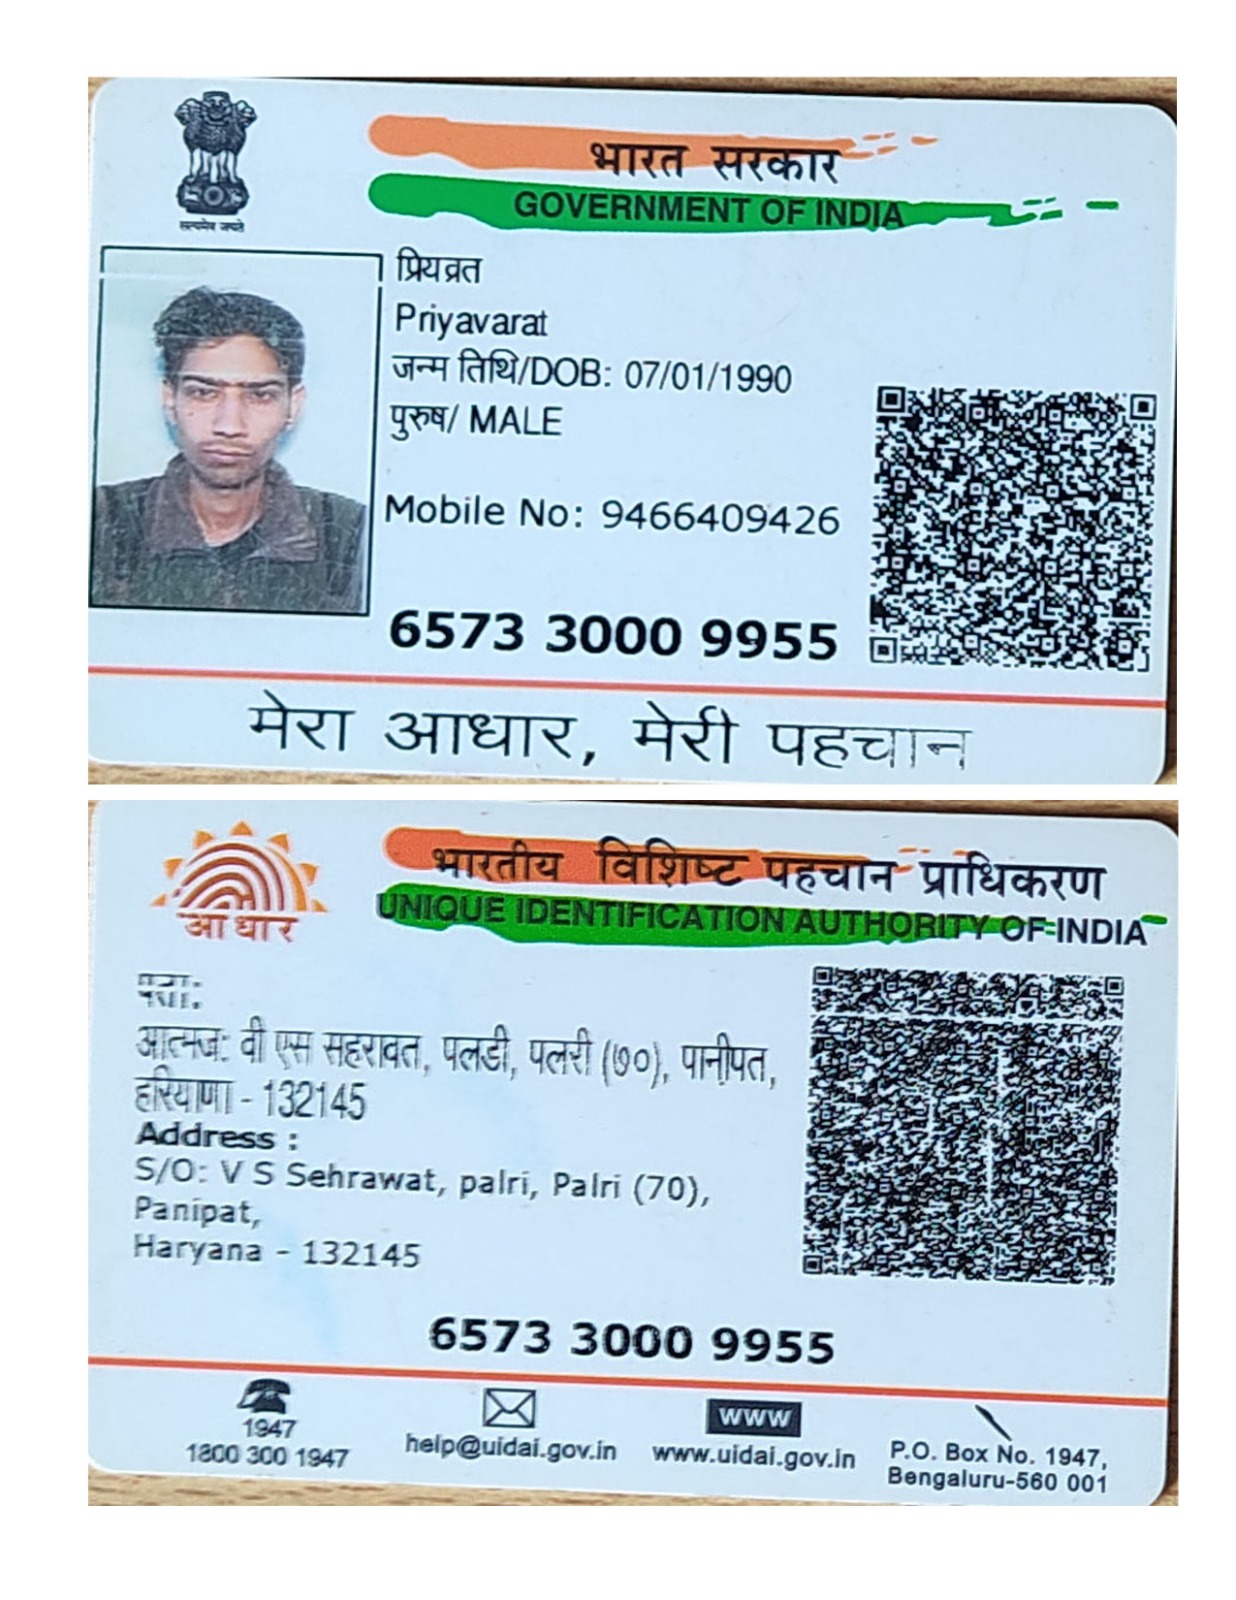 सत्यमेव जयते
भारत सरकार
GOVERNMENT OF INDIA
प्रियव्रत
Priyavarat
जन्म तिथि/DOB: 07/01/1990
पुरुष/ MALE
Mobile No: 9466409426
6573 3000 9955
मेरा आधार, मेरी पहचान
आधार
भारतीय विशिष्ट पहचान प्राधिकरण
UNIQUE IDENTIFICATION AUTHORITY OF INDIA
पता:
आत्मज: वी एस सहरावत, पलडी, पलरी (७०), पानीपत,
हरियाणा - 132145
Address :
S/O: V S Sehrawat, palri, Palri (70),
Panipat,
Haryana - 132145
6573 3000 9955
1947
1800 300 1947
help@uidai.gov.in
www
www.uidai.gov.in
P.O. Box No. 1947,
Bengaluru-560 001